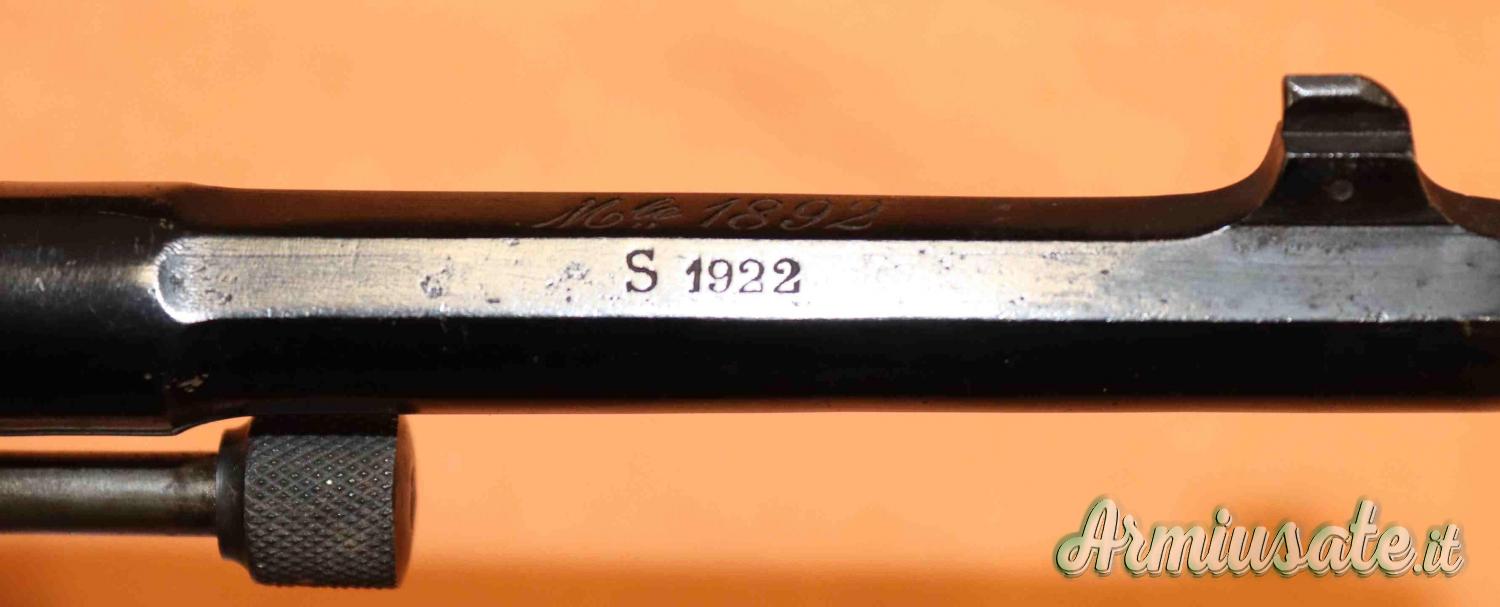 Mle 1892
S 1922
Armiusate.it